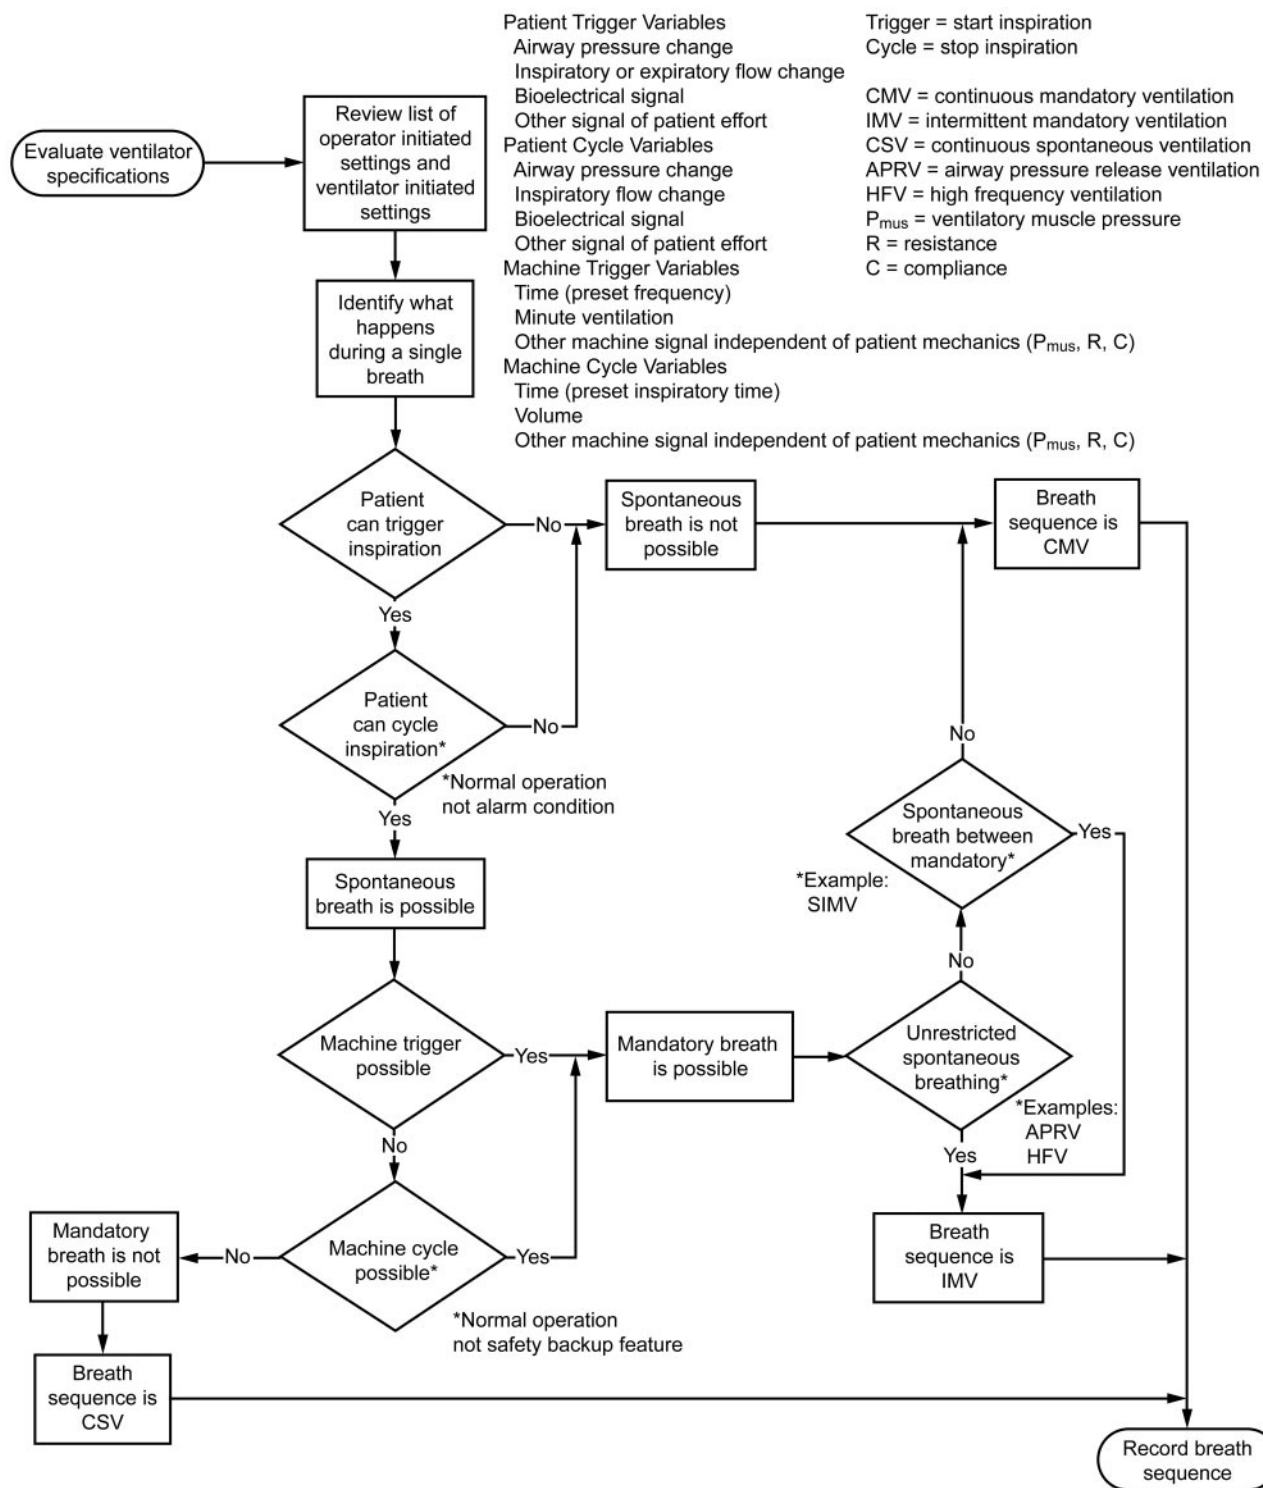 Patient Trigger Variables
Airway pressure change
Inspiratory or expiratory flow change
Bioelectrical signal
Other signal of patient effort
Patient Cycle Variables
Airway pressure change
Inspiratory flow change
Bioelectrical signal
Other signal of patient effort
Machine Trigger Variables
Time (preset frequency)
Minute ventilation
Other machine signal independent of patient mechanics (Pmus, R, C)
Machine Cycle Variables
Time (preset inspiratory time)
Volume
Other machine signal independent of patient mechanics (Pmus, R, C)
Trigger = start inspiration
Cycle = stop inspiration
CMV = continuous mandatory ventilation
IMV = intermittent mandatory ventilation
CSV = continuous spontaneous ventilation
APRV = airway pressure release ventilation
HFV = high frequency ventilation
Pmus = ventilatory muscle pressure
R = resistance
C = compliance
Evaluate ventilator
specifications
Review list of
operator initiated
settings and
ventilator initiated
settings
Identify what
happens
during a single
breath
Patient
can trigger
inspiration
No
Yes
Spontaneous
breath is not
possible
Breath
sequence is
CMV
Patient
can cycle
inspiration*
No
*Normal operation
not alarm condition
Yes
Spontaneous
breath is possible
Machine trigger
possible
Yes
No
Mandatory breath
is possible
Unrestricted
spontaneous
breathing*
*Examples:
APRV
HFV
No
Yes
Spontaneous
breath between
mandatory*
*Example:
SIMV
No
Yes
Breath
sequence is
IMV
Machine cycle
possible*
Yes
No
*Normal operation
not safety backup feature
Mandatory
breath is not
possible
Breath
sequence is
CSV
Record breath
sequence